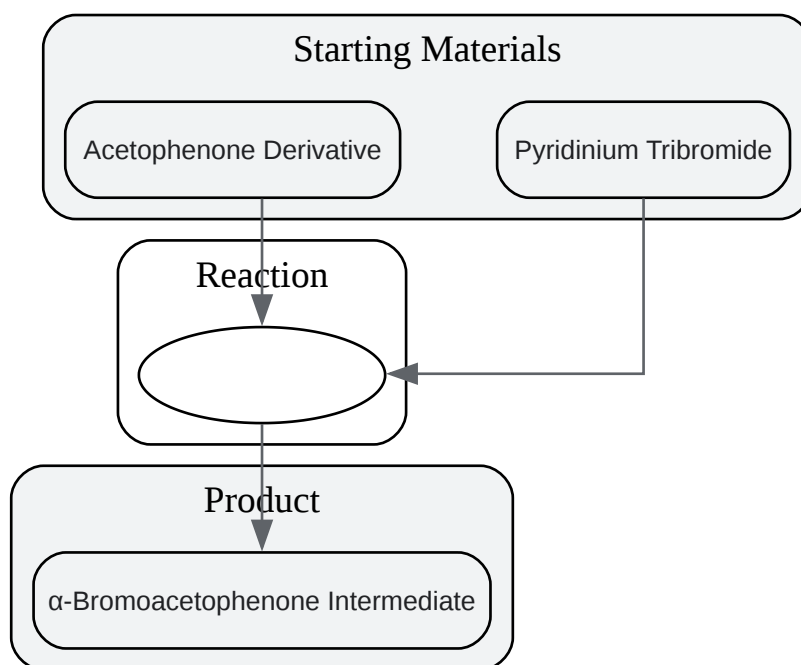 Starting Materials
Acetophenone Derivative
Pyridinium Tribromide
Reaction
Product
α-Bromoacetophenone Intermediate